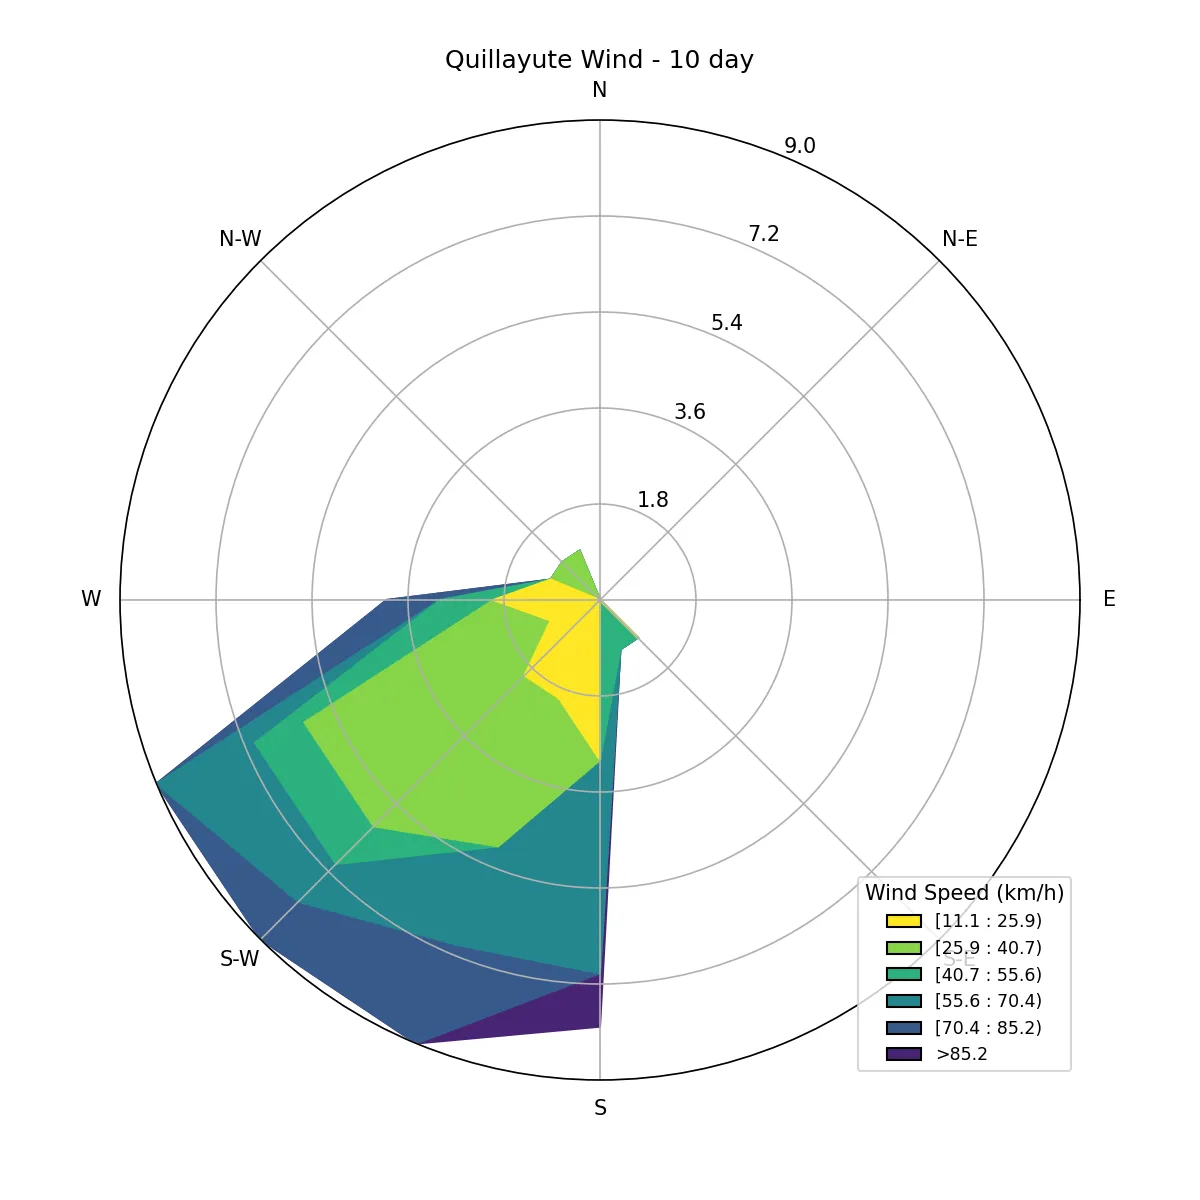 Quillayute Wind - 10 day
N
9.0
N-W
7.2
N-E
5.4
3.6
1.8
W
E
S-W
S-E
Wind Speed (km/h)
[11.1 : 25.9)
[25.9 : 40.7)
[40.7 : 55.6)
[55.6 : 70.4)
[70.4 : 85.2)
>85.2
S